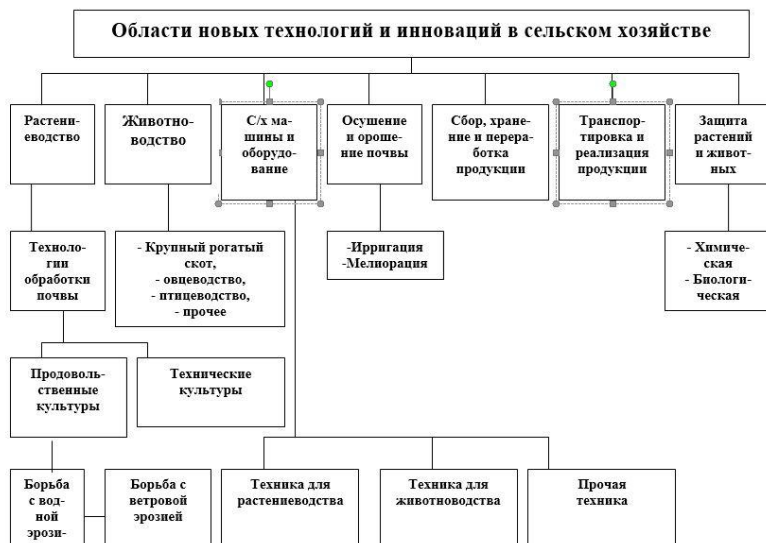 Области новых технологий и инноваций в сельском хозяйстве
Растени-
еводство
Животно-
водство
С/х ма-
шины и
оборудо-
вание
Осушение
и ороше-
ние почвы
Сбор, хране-
ние и перера-
ботка
продукции
Транспор-
тировка и
реализация
продукции
Защита
растений
и живот-
ных
Техноло-
гии
обработки
почвы
- Крупный рогатый
скот,
- овцеводство,
- птицеводство,
- прочее
-Ирригация
-Мелиорация
- Химиче-
ская
- Биологи-
ческая
Продоволь-
ственные
культуры
Технические
культуры
Борьба
с вод-
ной
эрози-
Борьба с
ветровой
эрозией
Техника для
растениеводства
Техника для
животноводства
Прочая
техника